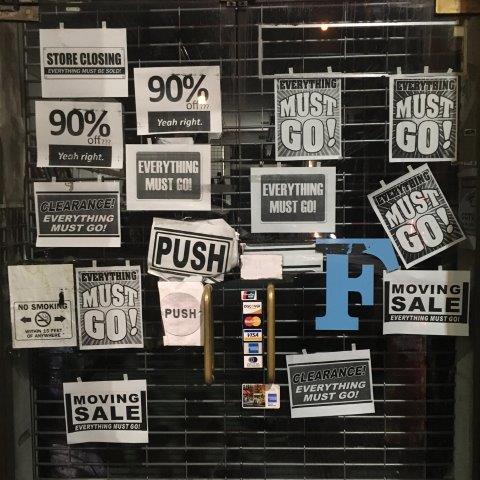 STORE CLOSING
EVERYTHING MUST BE SOLD!
90%
off???
Yeah right.
EVERYTHING
MUST
GO!
EVERYTHING
MUST
GO!
90%
off???
Yeah right.
EVERYTHING
MUST GO!
EVERYTHING
MUST GO!
EVERYTHING
MUST
GO!
CLEARANCE!
EVERYTHING
MUST GO!
PUSH
F
NO SMOKING
WITHIN 15 FEET
OF ANYWHERE
EVERYTHING
MUST
GO!
PUSH
DISCOVER
VISA
MOVING
SALE
EVERYTHING MUST GO!
CLEARANCE!
EVERYTHING
MUST GO!
MOVING
SALE
EVERYTHING MUST GO!